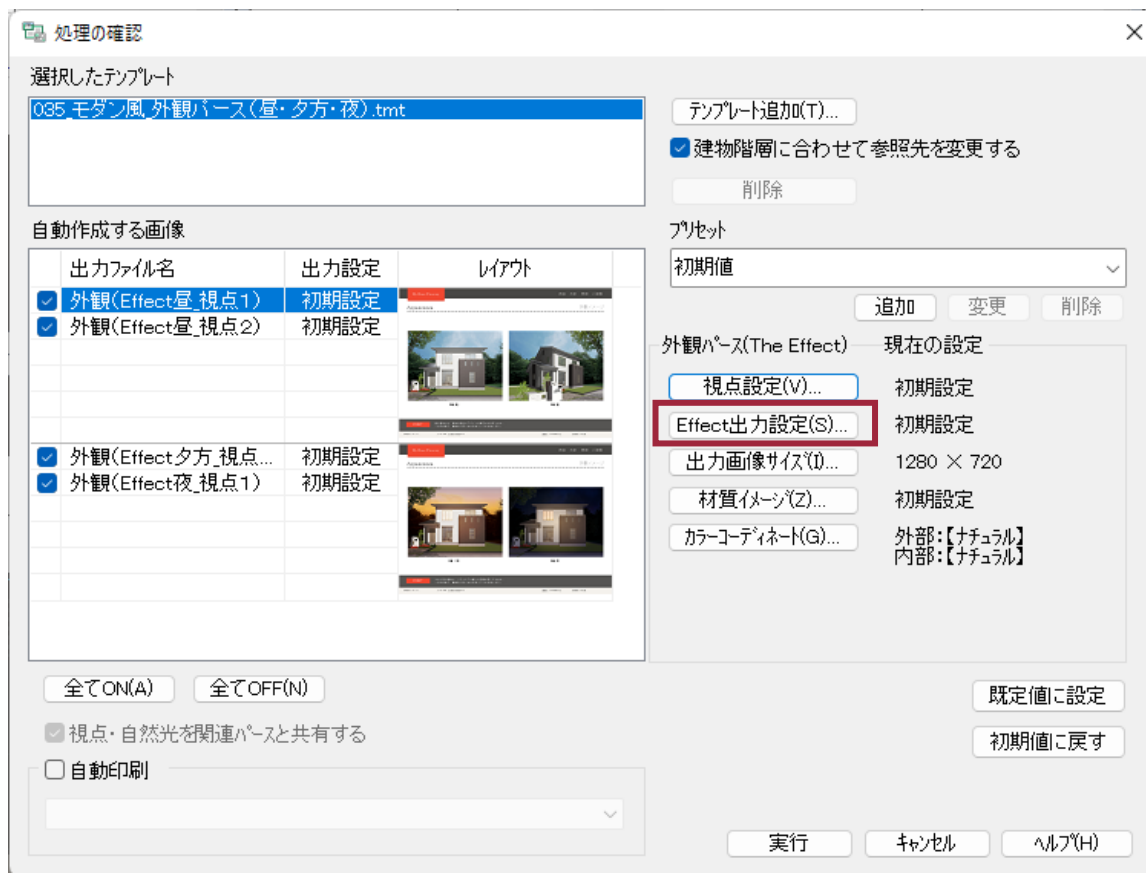 処理の確認
選択したテンプレート
035_モダン風_外観パース(昼・夕方・夜).tmt
テンプレート追加(T)...
建物階層に合わせて参照先を変更する
削除
自動作成する画像
出力ファイル名 出力設定 レイアウト
外観(Effect昼_視点1) 初期設定
外観(Effect昼_視点2) 初期設定
外観(Effect夕方_視点... 初期設定
外観(Effect夜_視点1) 初期設定
プリセット
初期値
追加 変更 削除
外観パース(The Effect) 現在の設定
視点設定(V)... 初期設定
Effect出力設定(S)... 初期設定
出力画像サイズ(I)... 1280 × 720
材質イメージ(Z)... 初期設定
カラーコーディネート(G)... 外部:【ナチュラル】
内部:【ナチュラル】
全てON(A) 全てOFF(N)
視点・自然光を関連パースと共有する
自動印刷
既定値に設定
初期値に戻す
実行 キャンセル ヘルプ(H)